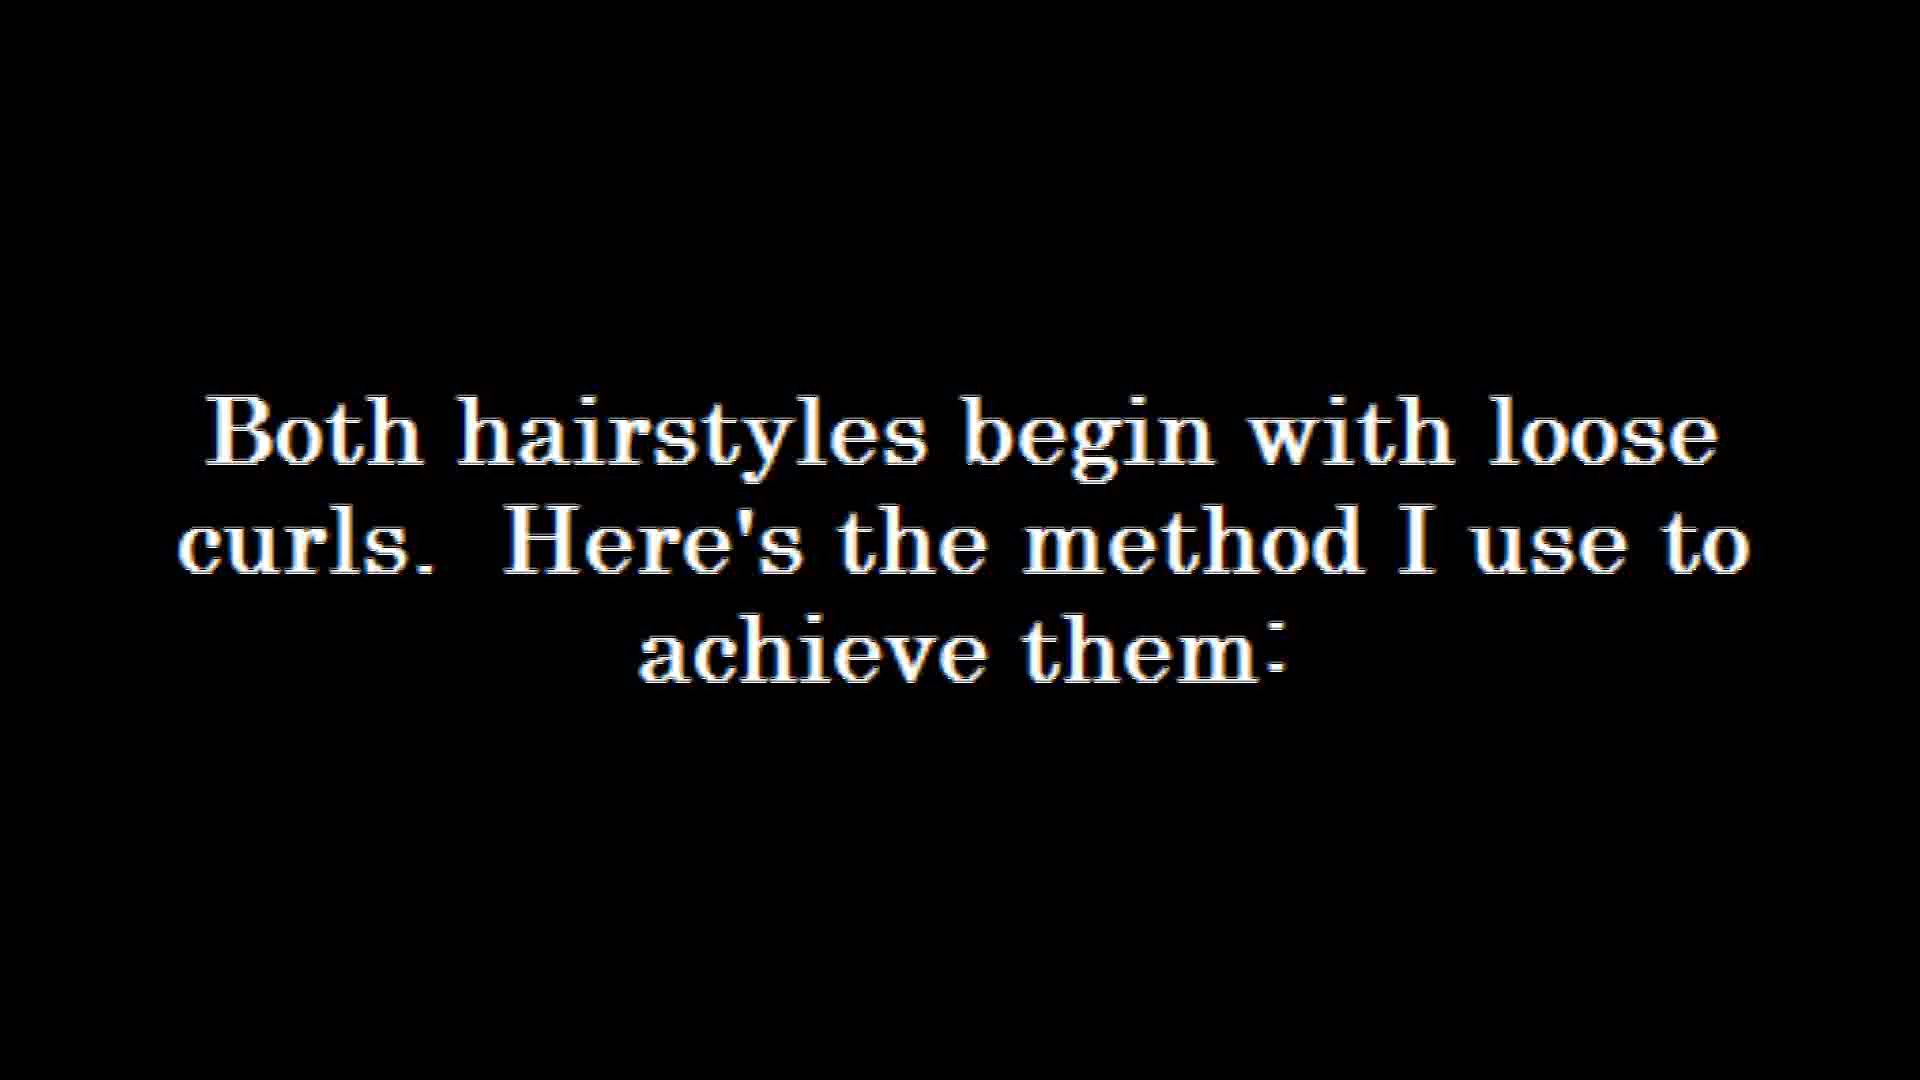 Both hairstyles begin with loose
curls.  Here's the method I use to
achieve them: